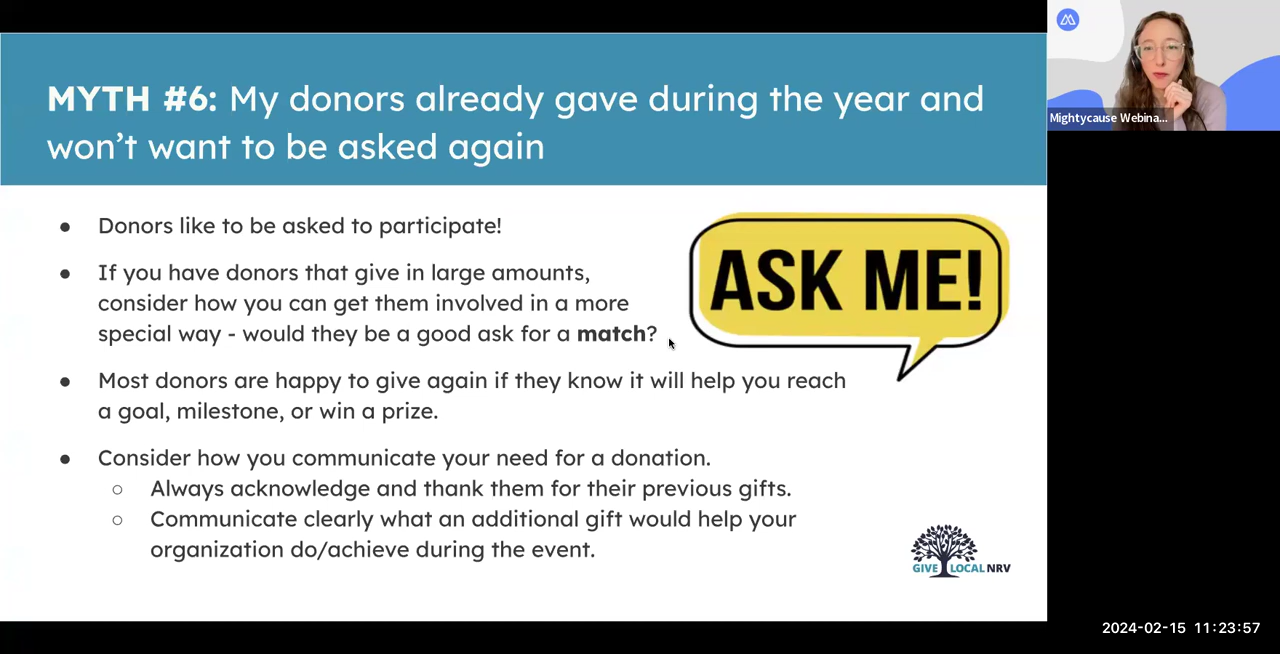 MYTH #6: My donors already gave during the year and
won’t want to be asked again
● Donors like to be asked to participate!
● If you have donors that give in large amounts,
consider how you can get them involved in a more
special way - would they be a good ask for a match?
● Most donors are happy to give again if they know it will help you reach
a goal, milestone, or win a prize.
● Consider how you communicate your need for a donation.
○ Always acknowledge and thank them for their previous gifts.
○ Communicate clearly what an additional gift would help your
organization do/achieve during the event.
ASK ME!
GIVE LOCAL NRV
Mightycause Webina...
2024-02-15 11:23:57